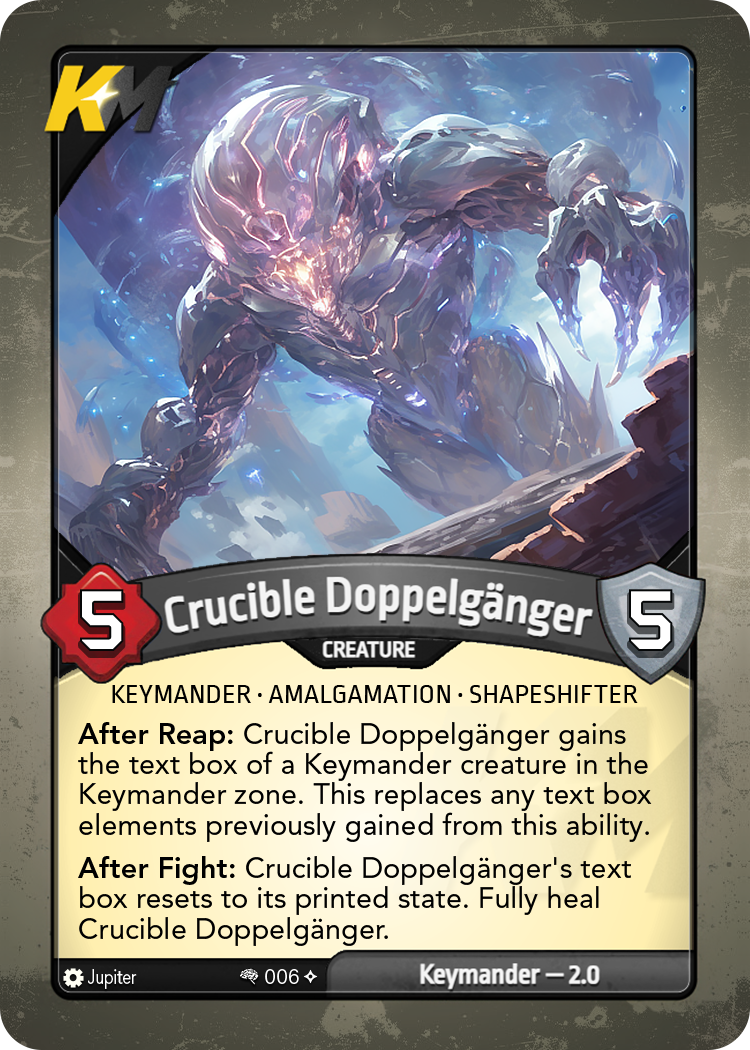 KM
5
Crucible Doppelgänger
5
CREATURE
KEYMANDER • AMALGAMATION • SHAPESHIFTER
After Reap: Crucible Doppelgänger gains
the text box of a Keymander creature in the
Keymander zone. This replaces any text box
elements previously gained from this ability.
After Fight: Crucible Doppelgänger's text
box resets to its printed state. Fully heal
Crucible Doppelgänger.
Jupiter
006
Keymander — 2.0